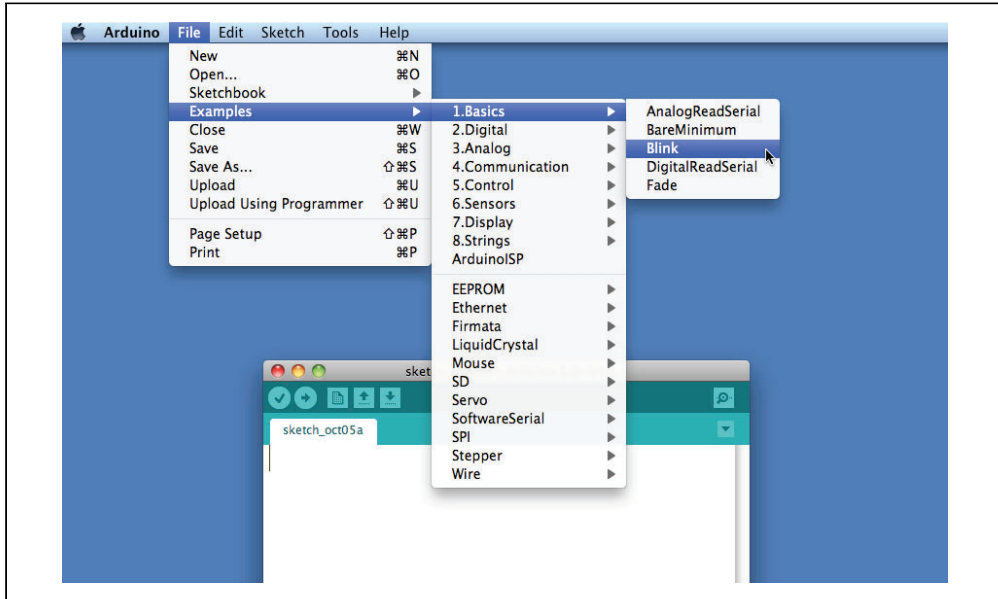 Arduino File Edit Sketch Tools Help
New ⌘N
Open... ⌘O
Sketchbook
Examples
Close ⌘W
Save ⌘S
Save As... ⇧⌘S
Upload ⌘U
Upload Using Programmer ⇧⌘U
Page Setup ⇧⌘P
Print ⌘P
1.Basics
2.Digital
3.Analog
4.Communication
5.Control
6.Sensors
7.Display
8.Strings
ArduinoISP
EEPROM
Ethernet
Firmata
LiquidCrystal
Mouse
SD
Servo
SoftwareSerial
SPI
Stepper
Wire
AnalogReadSerial
BareMinimum
Blink
DigitalReadSerial
Fade
sket
sketch_oct05a